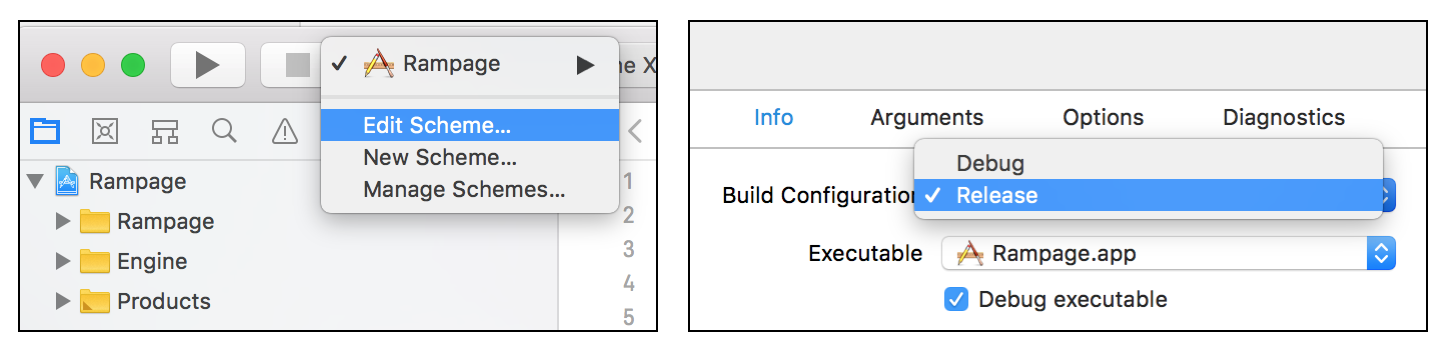 Rampage
ne X
Edit Scheme...
New Scheme...
Manage Schemes...
Rampage
Rampage
Engine
Products
1
2
3
4
5
Info Arguments Options Diagnostics
Debug
Build Configuration Release
Executable Rampage.app
Debug executable